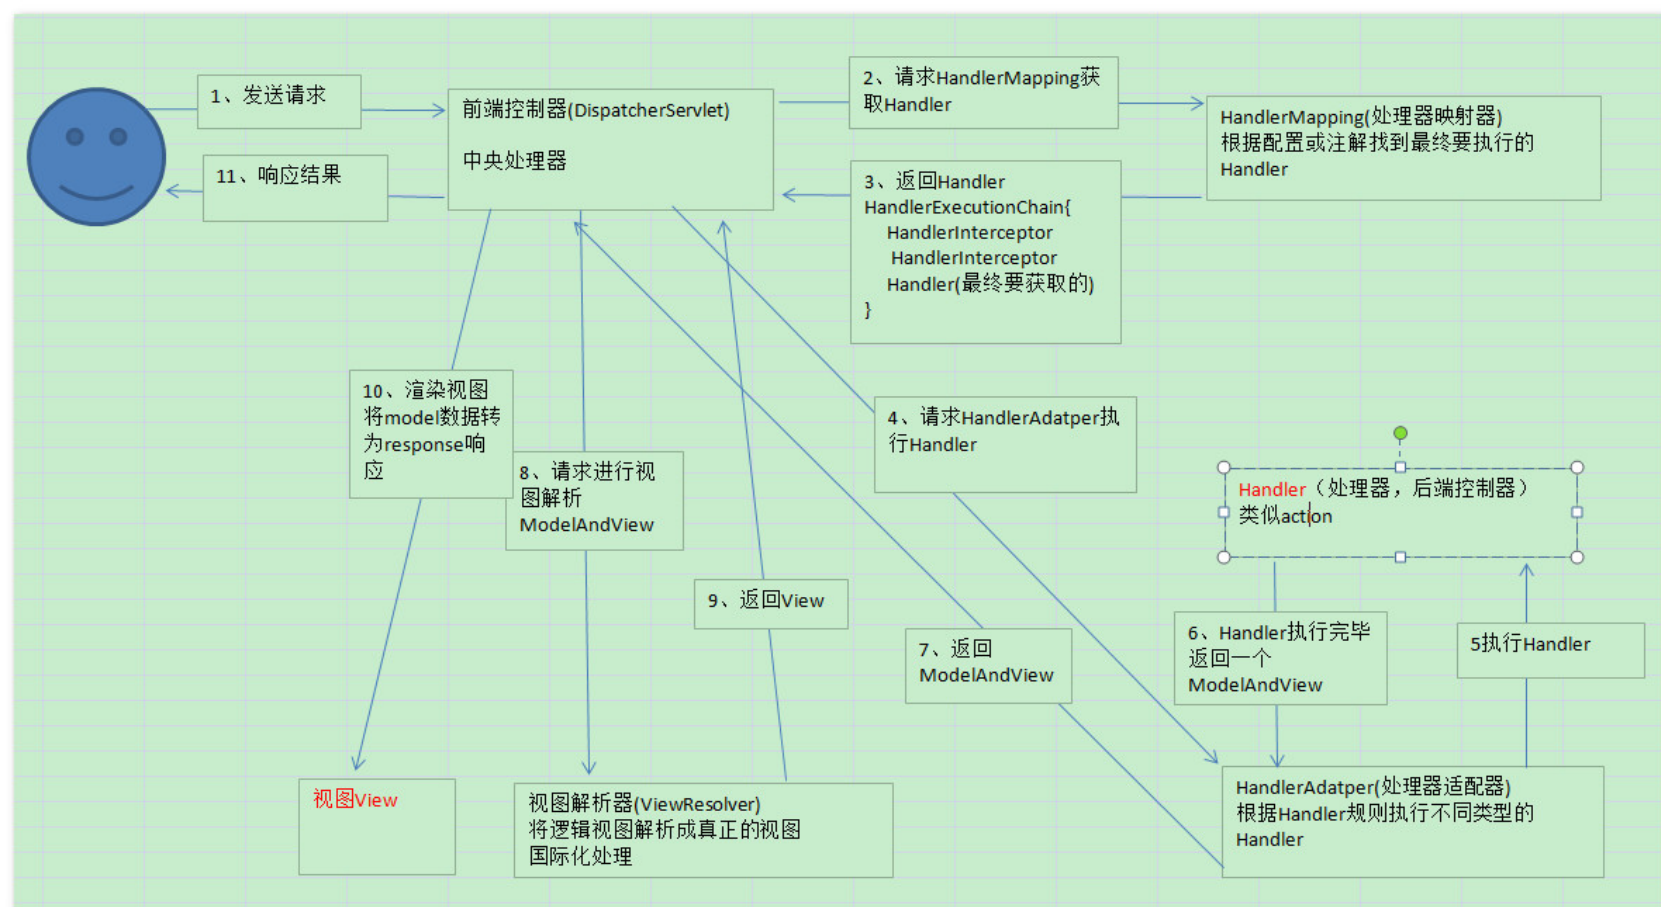 1、发送请求
前端控制器(DispatcherServlet)
中央处理器
2、请求HandlerMapping获
取Handler
HandlerMapping(处理器映射器)
根据配置或注解找到最终要执行的
Handler
11、响应结果
3、返回Handler
HandlerExecutionChain{
HandlerInterceptor
HandlerInterceptor
Handler(最终要获取的)
}
10、渲染视图
将model数据转
为response响
应
8、请求进行视
图解析
ModelAndView
4、请求HandlerAdatper执
行Handler
Handler（处理器，后端控制器）
类似action
9、返回View
7、返回
ModelAndView
6、Handler执行完毕
返回一个
ModelAndView
5执行Handler
视图View
视图解析器(ViewResolver)
将逻辑视图解析成真正的视图
国际化处理
HandlerAdatper(处理器适配器)
根据Handler规则执行不同类型的
Handler